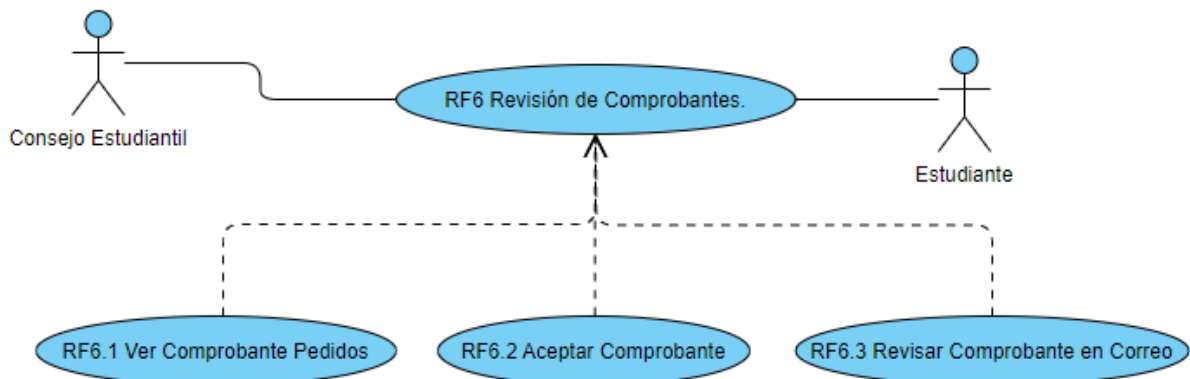 RF6 Revisión de Comprobantes.
Consejo Estudiantil
Estudiante
RF6.1 Ver Comprobante Pedidos
RF6.2 Aceptar Comprobante
RF6.3 Revisar Comprobante en Correo